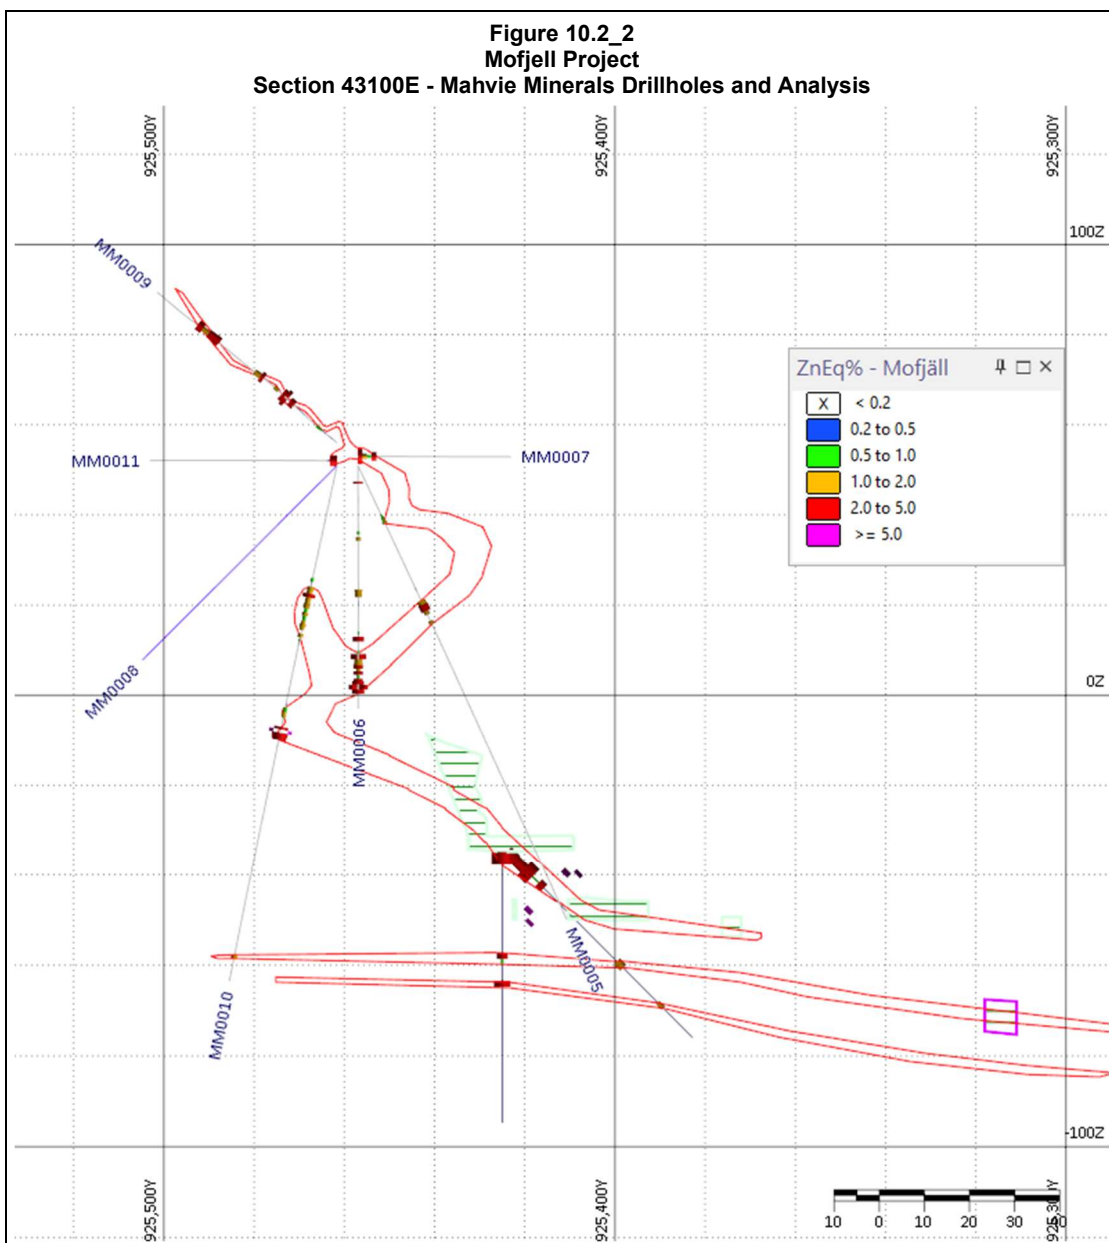 Figure 10.2_2
Mofjell Project
Section 43100E - Mahvie Minerals Drillholes and Analysis
925,500Y
925,400Y
925,300Y
100Z
MM0009
ZnEq% - Mofjäll
X < 0.2
0.2 to 0.5
0.5 to 1.0
1.0 to 2.0
2.0 to 5.0
>= 5.0
MM0011
MM0007
MM0008
0Z
MM0006
MM0005
MM0010
-100Z
925,500Y
925,400Y
925,300Y
10 0 10 20 30 40